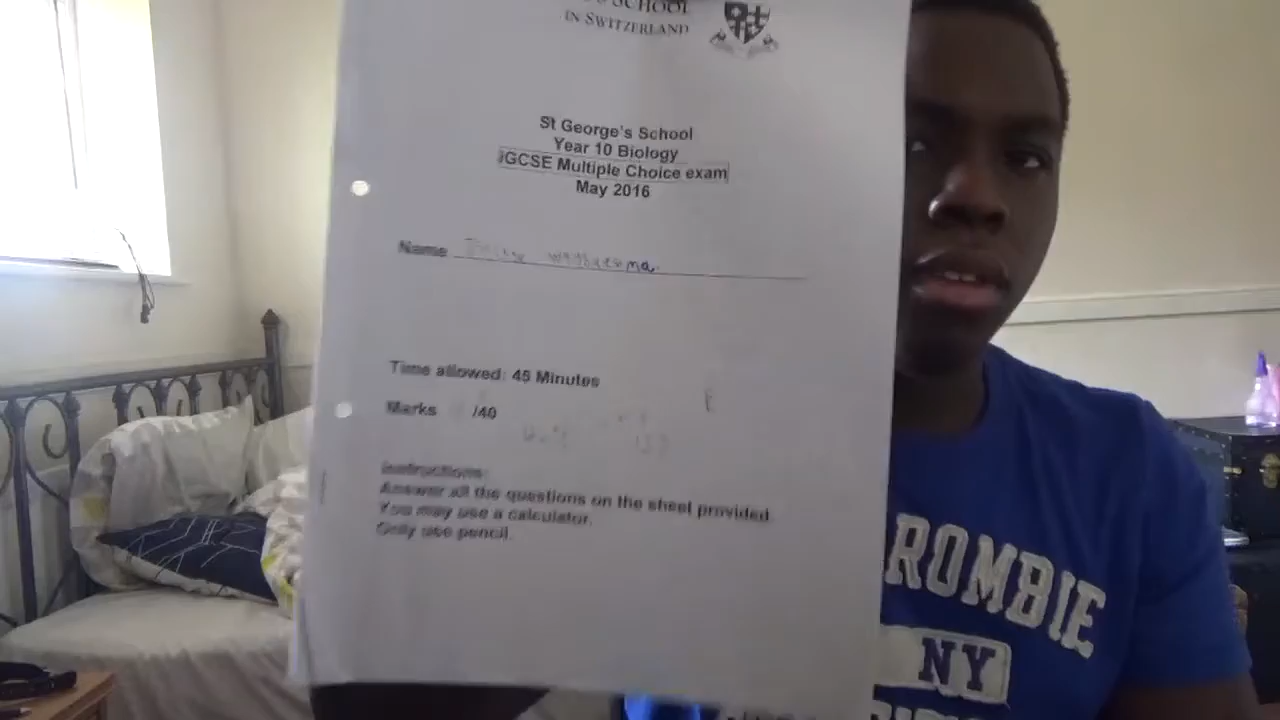 SCHOOL
IN SWITZERLAND
St George's School
Year 10 Biology
IGCSE Multiple Choice exam
May 2016
Name
Time allowed: 45 Minutes
Marks /40
Instructions:
Answer all the questions on the sheet provided.
You may use a calculator.
Only use pencil.
ROMBIE
NY